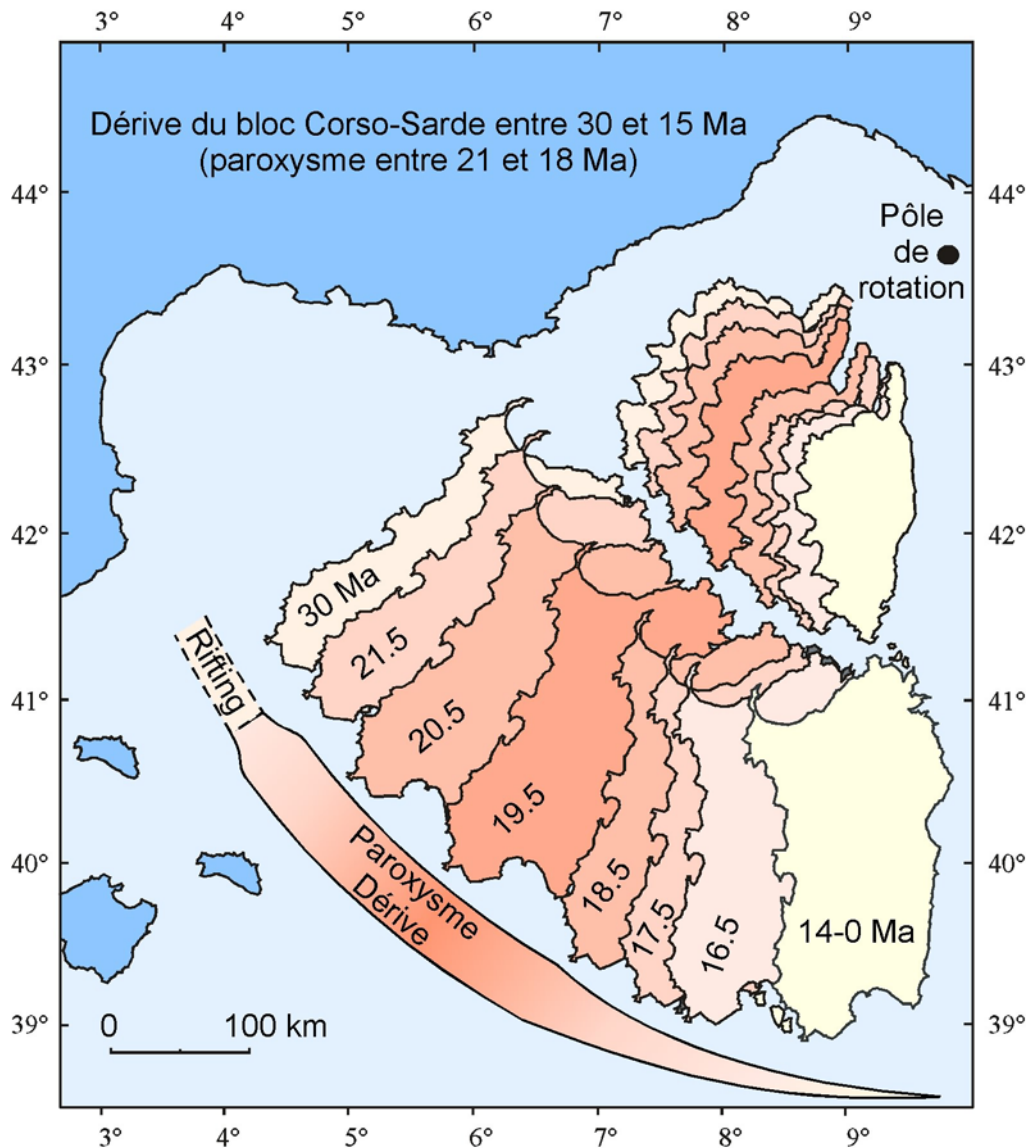 3° 4° 5° 6° 7° 8° 9°
Dérive du bloc Corso-Sarde entre 30 et 15 Ma
(paroxysme entre 21 et 18 Ma)
44° 44°
Pôle
de
rotation
43° 43°
42° 42°
30 Ma
21.5
20.5
19.5
18.5
17.5
16.5
14-0 Ma
Rifting
41° 41°
Paroxysme
Dérive
40° 40°
39° 39°
0 100 km
3° 4° 5° 6° 7° 8° 9°